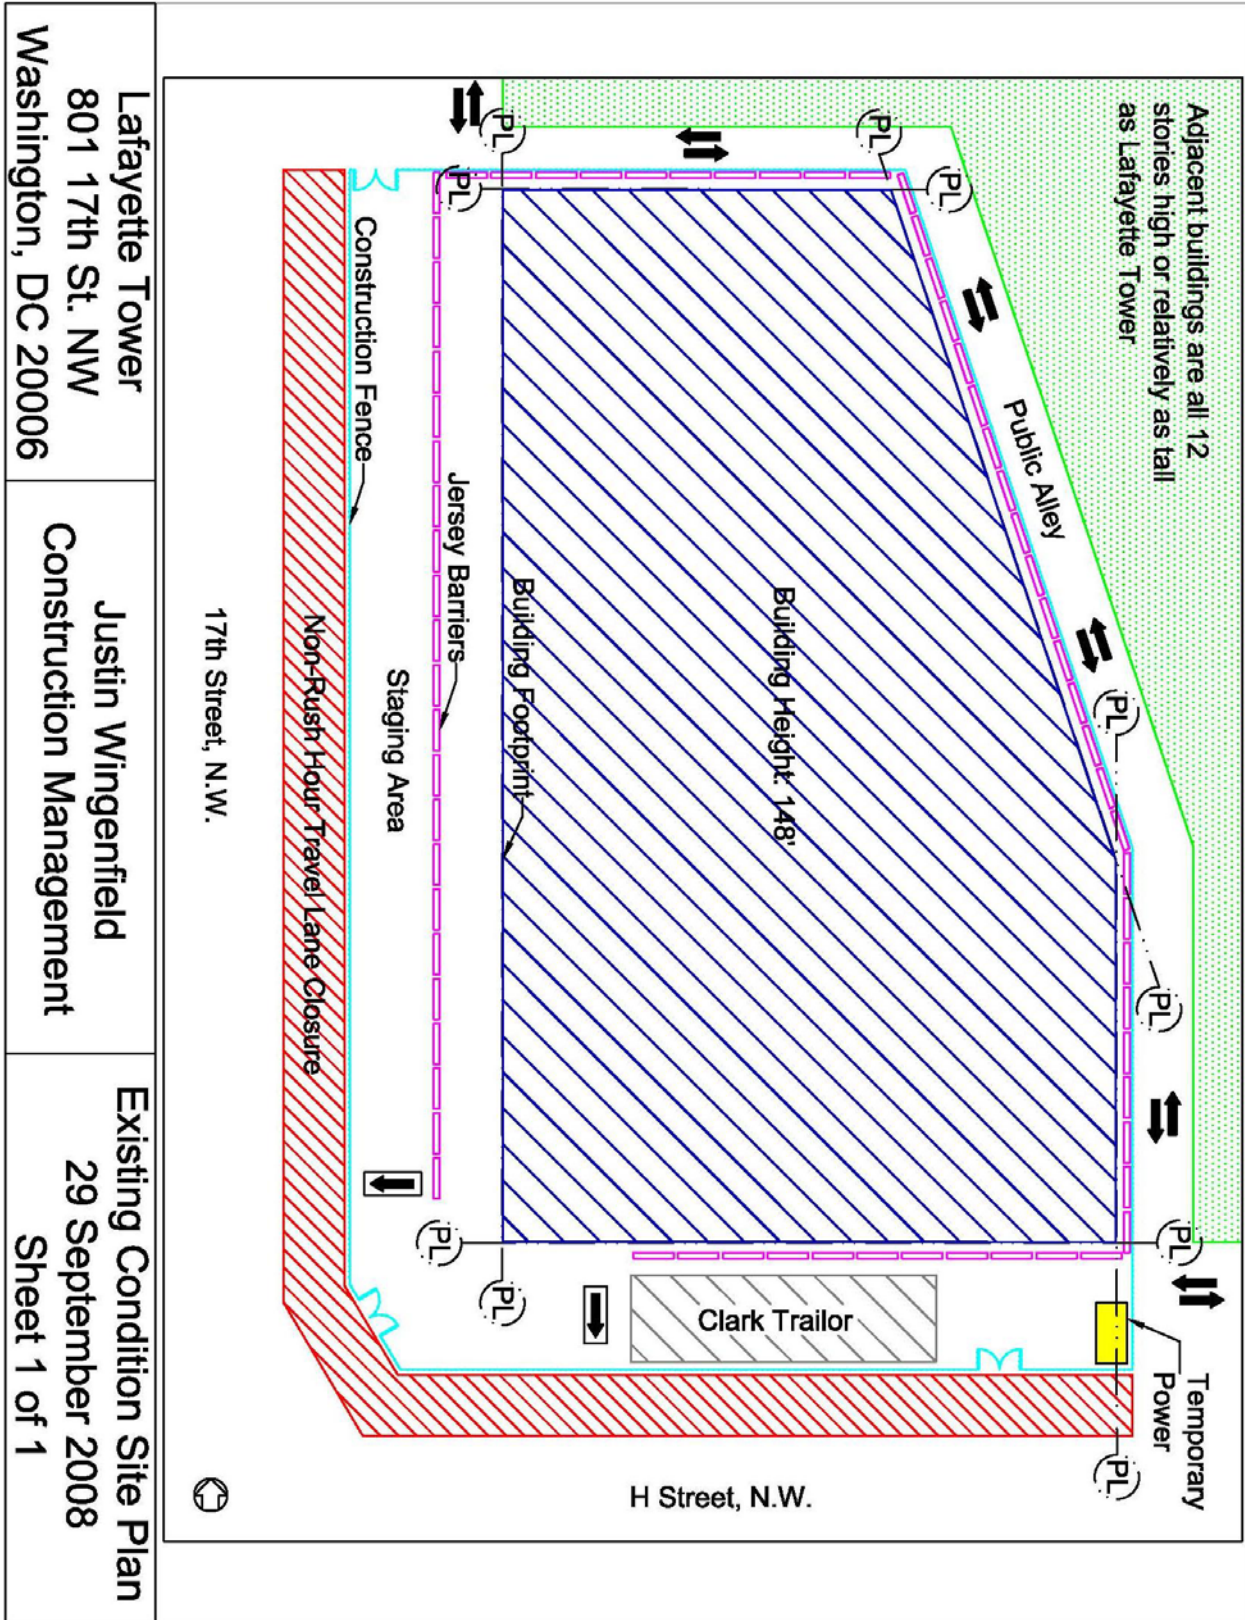 Adjacent buildings are all 12
stories high or relatively as tall
as Lafayette Tower
PL
PL
PL
PL
Public Alley
PL
PL
PL
PL
PL
PL
Temporary
Power
Building Height: 148'
Building Footprint
Jersey Barriers
Staging Area
Construction Fence
Non-Rush Hour Travel Lane Closure
Clark Trailor
17th Street, N.W.
H Street, N.W.
Lafayette Tower
801 17th St. NW
Washington, DC 20006
Justin Wingenfield
Construction Management
Existing Condition Site Plan
29 September 2008
Sheet 1 of 1